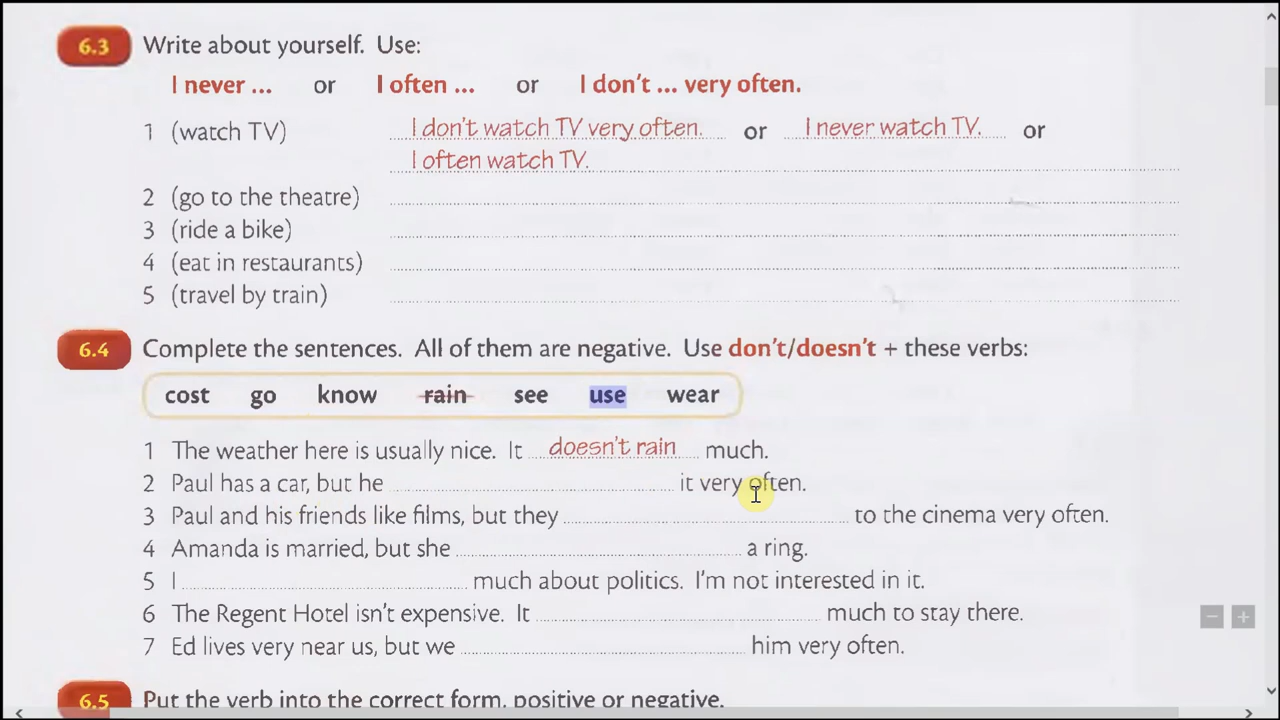 6.3 Write about yourself. Use:
I never ... or I often ... or I don't ... very often.
1 (watch TV) I don't watch TV very often. or I never watch TV. or
I often watch TV.
2 (go to the theatre)
3 (ride a bike)
4 (eat in restaurants)
5 (travel by train)
6.4 Complete the sentences. All of them are negative. Use don't/doesn't + these verbs:
cost go know rain see use wear
1 The weather here is usually nice. It doesn't rain much.
2 Paul has a car, but he it very often.
3 Paul and his friends like films, but they to the cinema very often.
4 Amanda is married, but she a ring.
5 I much about politics. I'm not interested in it.
6 The Regent Hotel isn't expensive. It much to stay there.
7 Ed lives very near us, but we him very often.
6.5 Put the verb into the correct form, positive or negative.